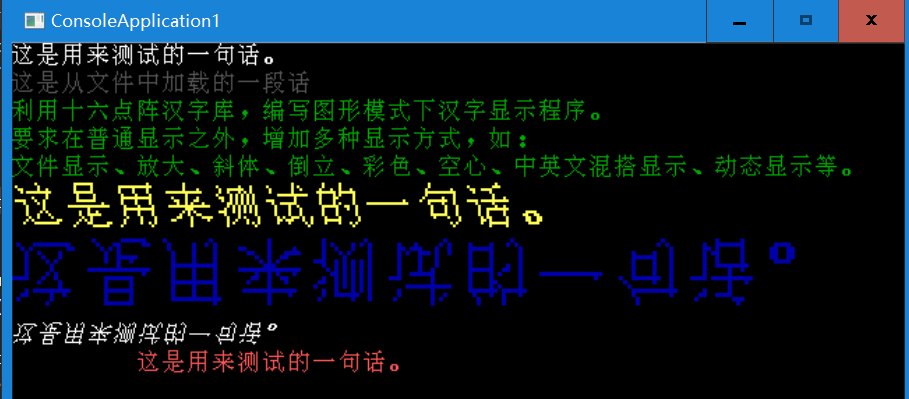 ConsoleApplication1
这是用来测试的一句话。
这是从文件中加载的一段话
利用十六点阵汉字库，编写图形模式下汉字显示程序。
要求在普通显示之外，增加多种显示方式，如：
文件显示、放大、斜体、倒立、彩色、空心、中英文混搭显示、动态显示等。
这是用来测试的一句话。
这是用来测试的一句话。
这是用来测试的一句话。
这是用来测试的一句话。